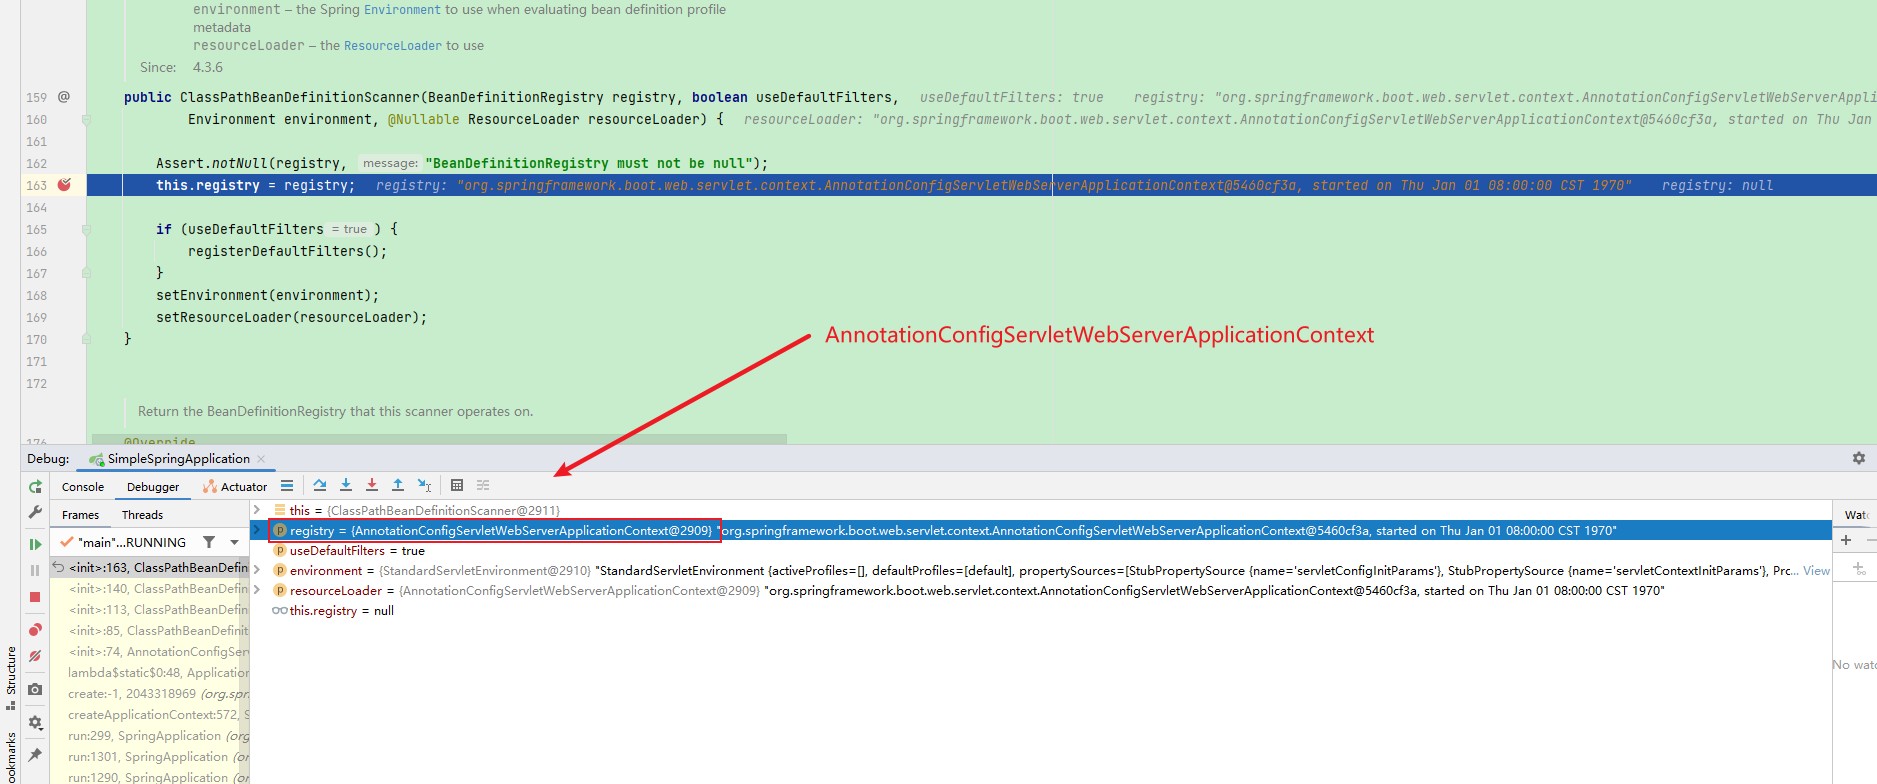 environment – the Spring Environment to use when evaluating bean definition profile
metadata
resourceLoader – the ResourceLoader to use
Since: 4.3.6
159 @ public ClassPathBeanDefinitionScanner(BeanDefinitionRegistry registry, boolean useDefaultFilters, useDefaultFilters: true registry: "org.springframework.boot.web.servlet.context.AnnotationConfigServletWebServerAppli
160 Environment environment, @Nullable ResourceLoader resourceLoader) { resourceLoader: "org.springframework.boot.web.servlet.context.AnnotationConfigServletWebServerApplicationContext@5460cf3a, started on Thu Jan
161
162 Assert.notNull(registry, message: "BeanDefinitionRegistry must not be null");
163 this.registry = registry; registry: "org.springframework.boot.web.servlet.context.AnnotationConfigServletWebServerApplicationContext@5460cf3a, started on Thu Jan 01 08:00:00 CST 1970" registry: null
164
165 if (useDefaultFilters = true ) {
166 registerDefaultFilters();
167 }
168 setEnvironment(environment);
169 setResourceLoader(resourceLoader);
170 }
AnnotationConfigServletWebServerApplicationContext
171
172
Return the BeanDefinitionRegistry that this scanner operates on.
176 @Override
Debug: SimpleSpringApplication
Console Debugger Actuator
Frames Threads
"main"...RUNNING
<init>:163, ClassPathBeanDefin
<init>:140, ClassPathBeanDefin
<init>:113, ClassPathBeanDefin
<init>:85, ClassPathBeanDefinit
<init>:74, AnnotationConfigSer
lambda$static$0:48, Application
create:-1, 2043318969 (org.spr
createApplicationContext:572, S
run:299, SpringApplication (or
run:1301, SpringApplication (o
run:1290, SpringApplication (o
this = {ClassPathBeanDefinitionScanner@2911}
registry = {AnnotationConfigServletWebServerApplicationContext@2909} "org.springframework.boot.web.servlet.context.AnnotationConfigServletWebServerApplicationContext@5460cf3a, started on Thu Jan 01 08:00:00 CST 1970"
useDefaultFilters = true
environment = {StandardServletEnvironment@2910} "StandardServletEnvironment {activeProfiles=[], defaultProfiles=[default], propertySources=[StubPropertySource {name='servletConfigInitParams'}, StubPropertySource {name='servletContextInitParams'}, Prc... View
resourceLoader = {AnnotationConfigServletWebServerApplicationContext@2909} "org.springframework.boot.web.servlet.context.AnnotationConfigServletWebServerApplicationContext@5460cf3a, started on Thu Jan 01 08:00:00 CST 1970"
this.registry = null
Watc
No watc
Structure
ookmarks